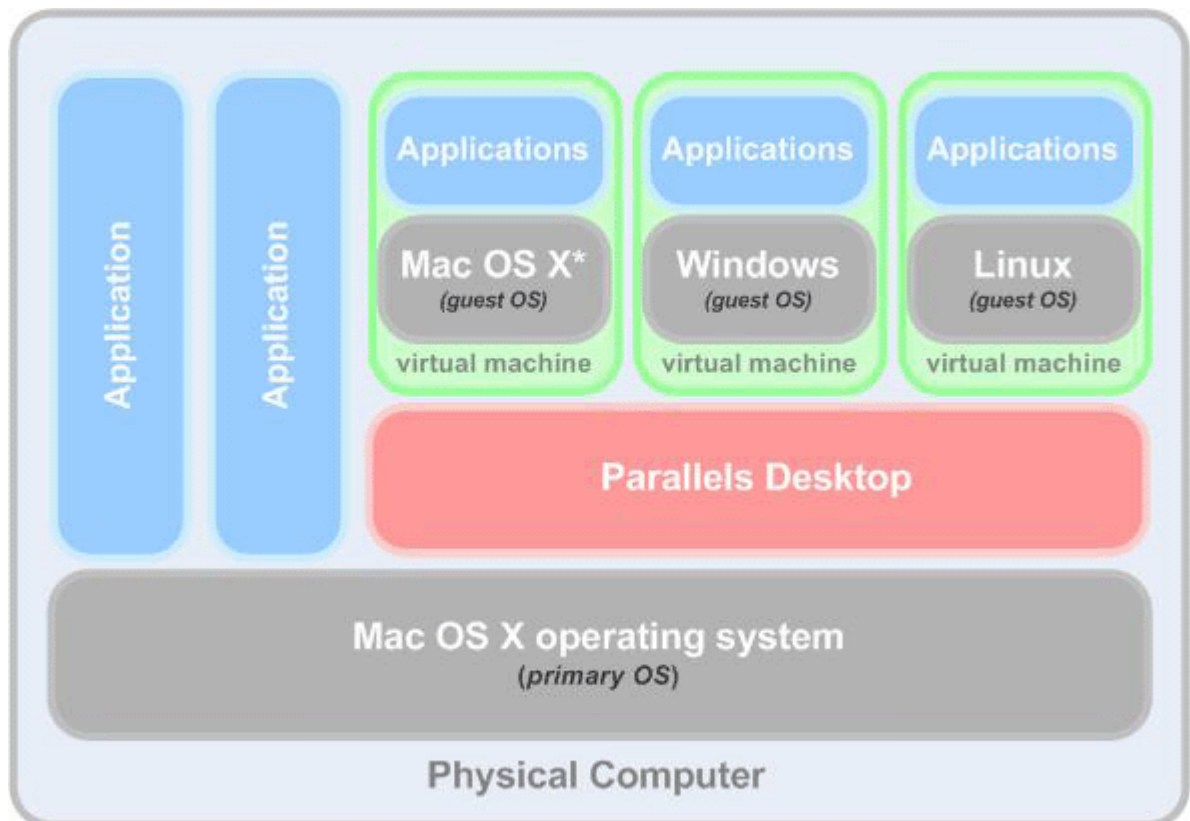 Application
Application
Applications
Mac OS X*
(guest OS)
virtual machine
Applications
Windows
(guest OS)
virtual machine
Applications
Linux
(guest OS)
virtual machine
Parallels Desktop
Mac OS X operating system
(primary OS)
Physical Computer